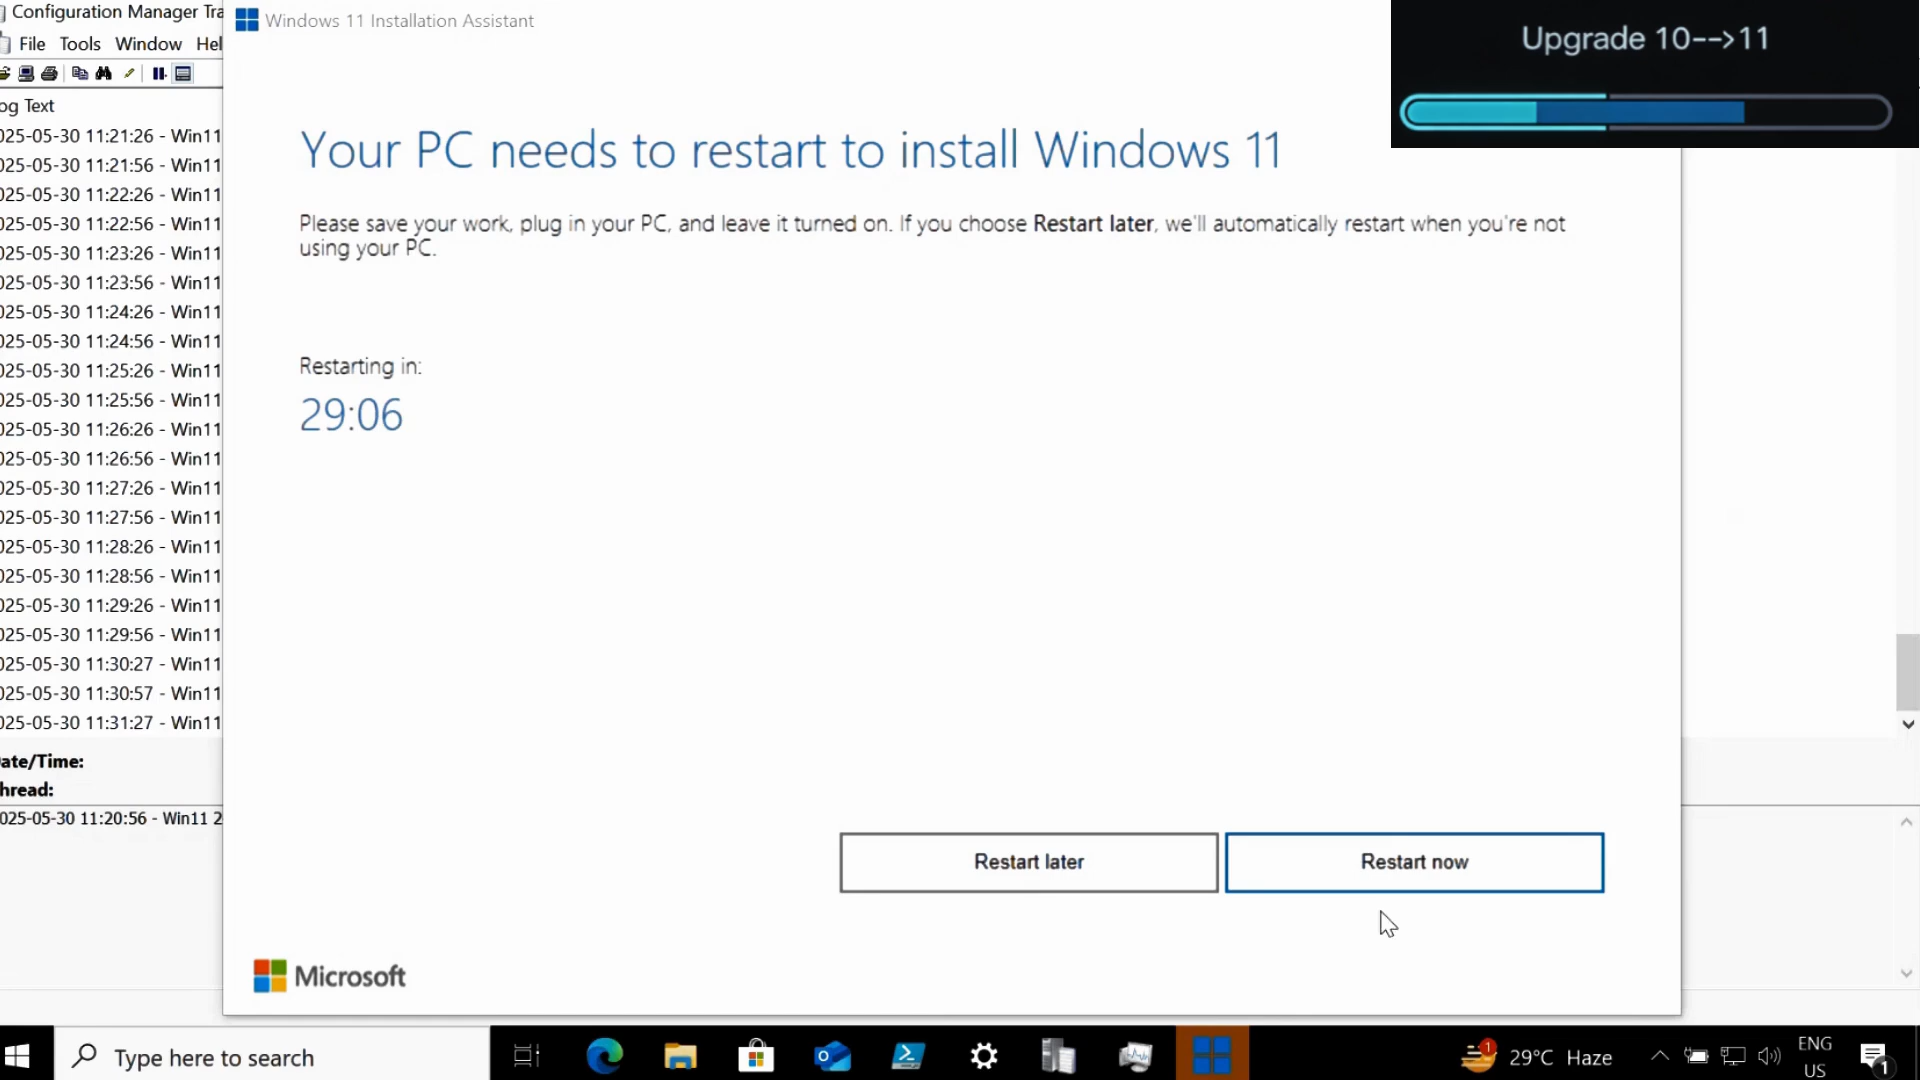 Configuration Manager Tra
Windows 11 Installation Assistant
Upgrade 10-->11
File Tools Window Hel
og Text
025-05-30 11:21:26 - Win11
025-05-30 11:21:56 - Win11
025-05-30 11:22:26 - Win11
025-05-30 11:22:56 - Win11
025-05-30 11:23:26 - Win11
025-05-30 11:23:56 - Win11
025-05-30 11:24:26 - Win11
025-05-30 11:24:56 - Win11
025-05-30 11:25:26 - Win11
025-05-30 11:25:56 - Win11
025-05-30 11:26:26 - Win11
025-05-30 11:26:56 - Win11
025-05-30 11:27:26 - Win11
025-05-30 11:27:56 - Win11
025-05-30 11:28:26 - Win11
025-05-30 11:28:56 - Win11
025-05-30 11:29:26 - Win11
025-05-30 11:29:56 - Win11
025-05-30 11:30:27 - Win11
025-05-30 11:30:57 - Win11
025-05-30 11:31:27 - Win11
ate/Time:
hread:
025-05-30 11:20:56 - Win11 2
Your PC needs to restart to install Windows 11
Please save your work, plug in your PC, and leave it turned on. If you choose Restart later, we'll automatically restart when you're not
using your PC.
Restarting in:
29:06
Restart later
Restart now
Microsoft
Type here to search
1
29°C Haze
ENG
US
1